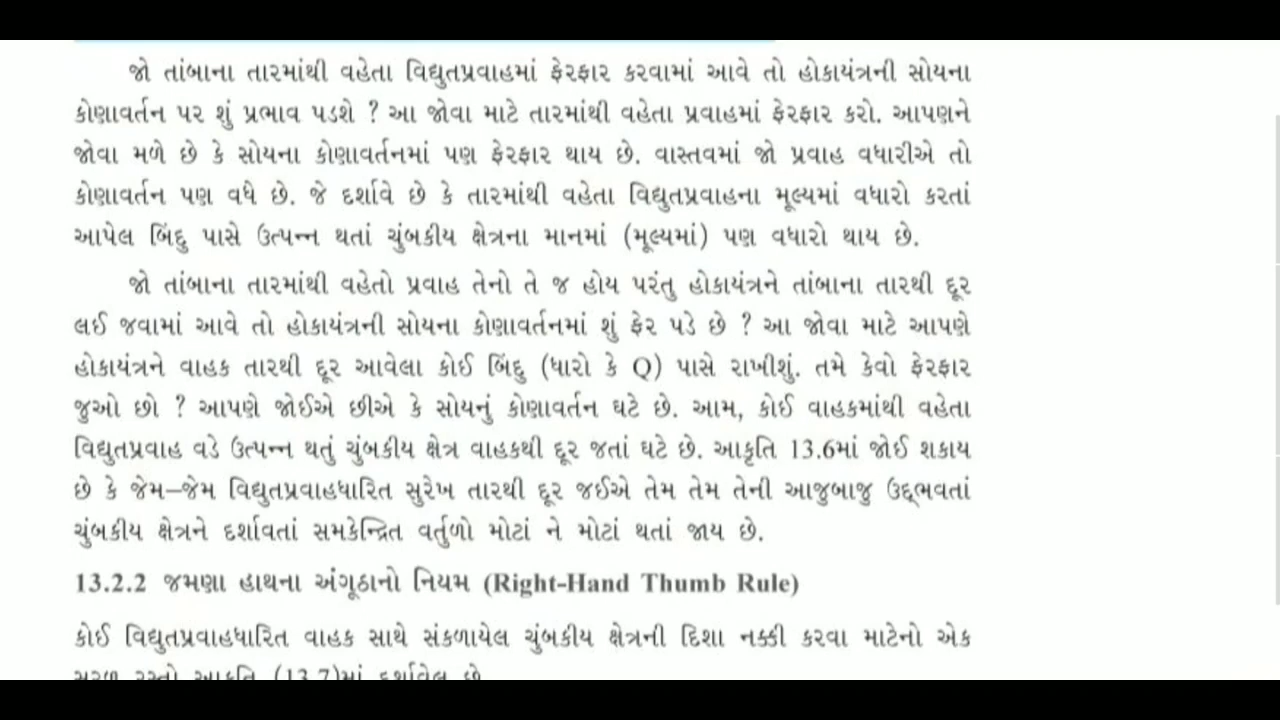 જો તાંબાના તારમાંથી વહેતા વિદ્યુતપ્રવાહમાં ફેરફાર કરવામાં આવે તો હોકાયંત્રની સોયના
કોણાવર્તન પર શું પ્રભાવ પડશે ? આ જોવા માટે તારમાંથી વહેતા પ્રવાહમાં ફેરફાર કરો. આપણને
જોવા મળે છે કે સોયના કોણાવર્તનમાં પણ ફેરફાર થાય છે. વાસ્તવમાં જો પ્રવાહ વધારીએ તો
કોણાવર્તન પણ વધે છે. જે દર્શાવે છે કે તારમાંથી વહેતા વિદ્યુતપ્રવાહના મૂલ્યમાં વધારો કરતાં
આપેલ બિંદુ પાસે ઉત્પન્ન થતાં ચુંબકીય ક્ષેત્રના માનમાં (મૂલ્યમાં) પણ વધારો થાય છે.
જો તાંબાના તારમાંથી વહેતો પ્રવાહ તેનો તે જ હોય પરંતુ હોકાયંત્રને તાંબાના તારથી દૂર
લઈ જવામાં આવે તો હોકાયંત્રની સોયના કોણાવર્તનમાં શું ફેર પડે છે ? આ જોવા માટે આપણે
હોકાયંત્રને વાહક તારથી દૂર આવેલા કોઈ બિંદુ (ધારો કે Q) પાસે રાખીશું. તમે કેવો ફેરફાર
જુઓ છો ? આપણે જોઈએ છીએ કે સોયનું કોણાવર્તન ઘટે છે. આમ, કોઈ વાહકમાંથી વહેતા
વિદ્યુતપ્રવાહ વડે ઉત્પન્ન થતું ચુંબકીય ક્ષેત્ર વાહકથી દૂર જતાં ઘટે છે. આકૃતિ 13.6માં જોઈ શકાય
છે કે જેમ–જેમ વિદ્યુતપ્રવાહધારિત સુરેખ તારથી દૂર જઈએ તેમ તેમ તેની આજુબાજુ ઉદ્ભવતાં
ચુંબકીય ક્ષેત્રને દર્શાવતાં સમકેન્દ્રિત વર્તુળો મોટાં ને મોટાં થતાં જાય છે.
13.2.2 જમણા હાથના અંગૂઠાનો નિયમ (Right-Hand Thumb Rule)
કોઈ વિદ્યુતપ્રવાહધારિત વાહક સાથે સંકળાયેલ ચુંબકીય ક્ષેત્રની દિશા નક્કી કરવા માટેનો એક
સરળ રસ્તો આકૃતિ (13.7)માં દર્શાવેલ છે.